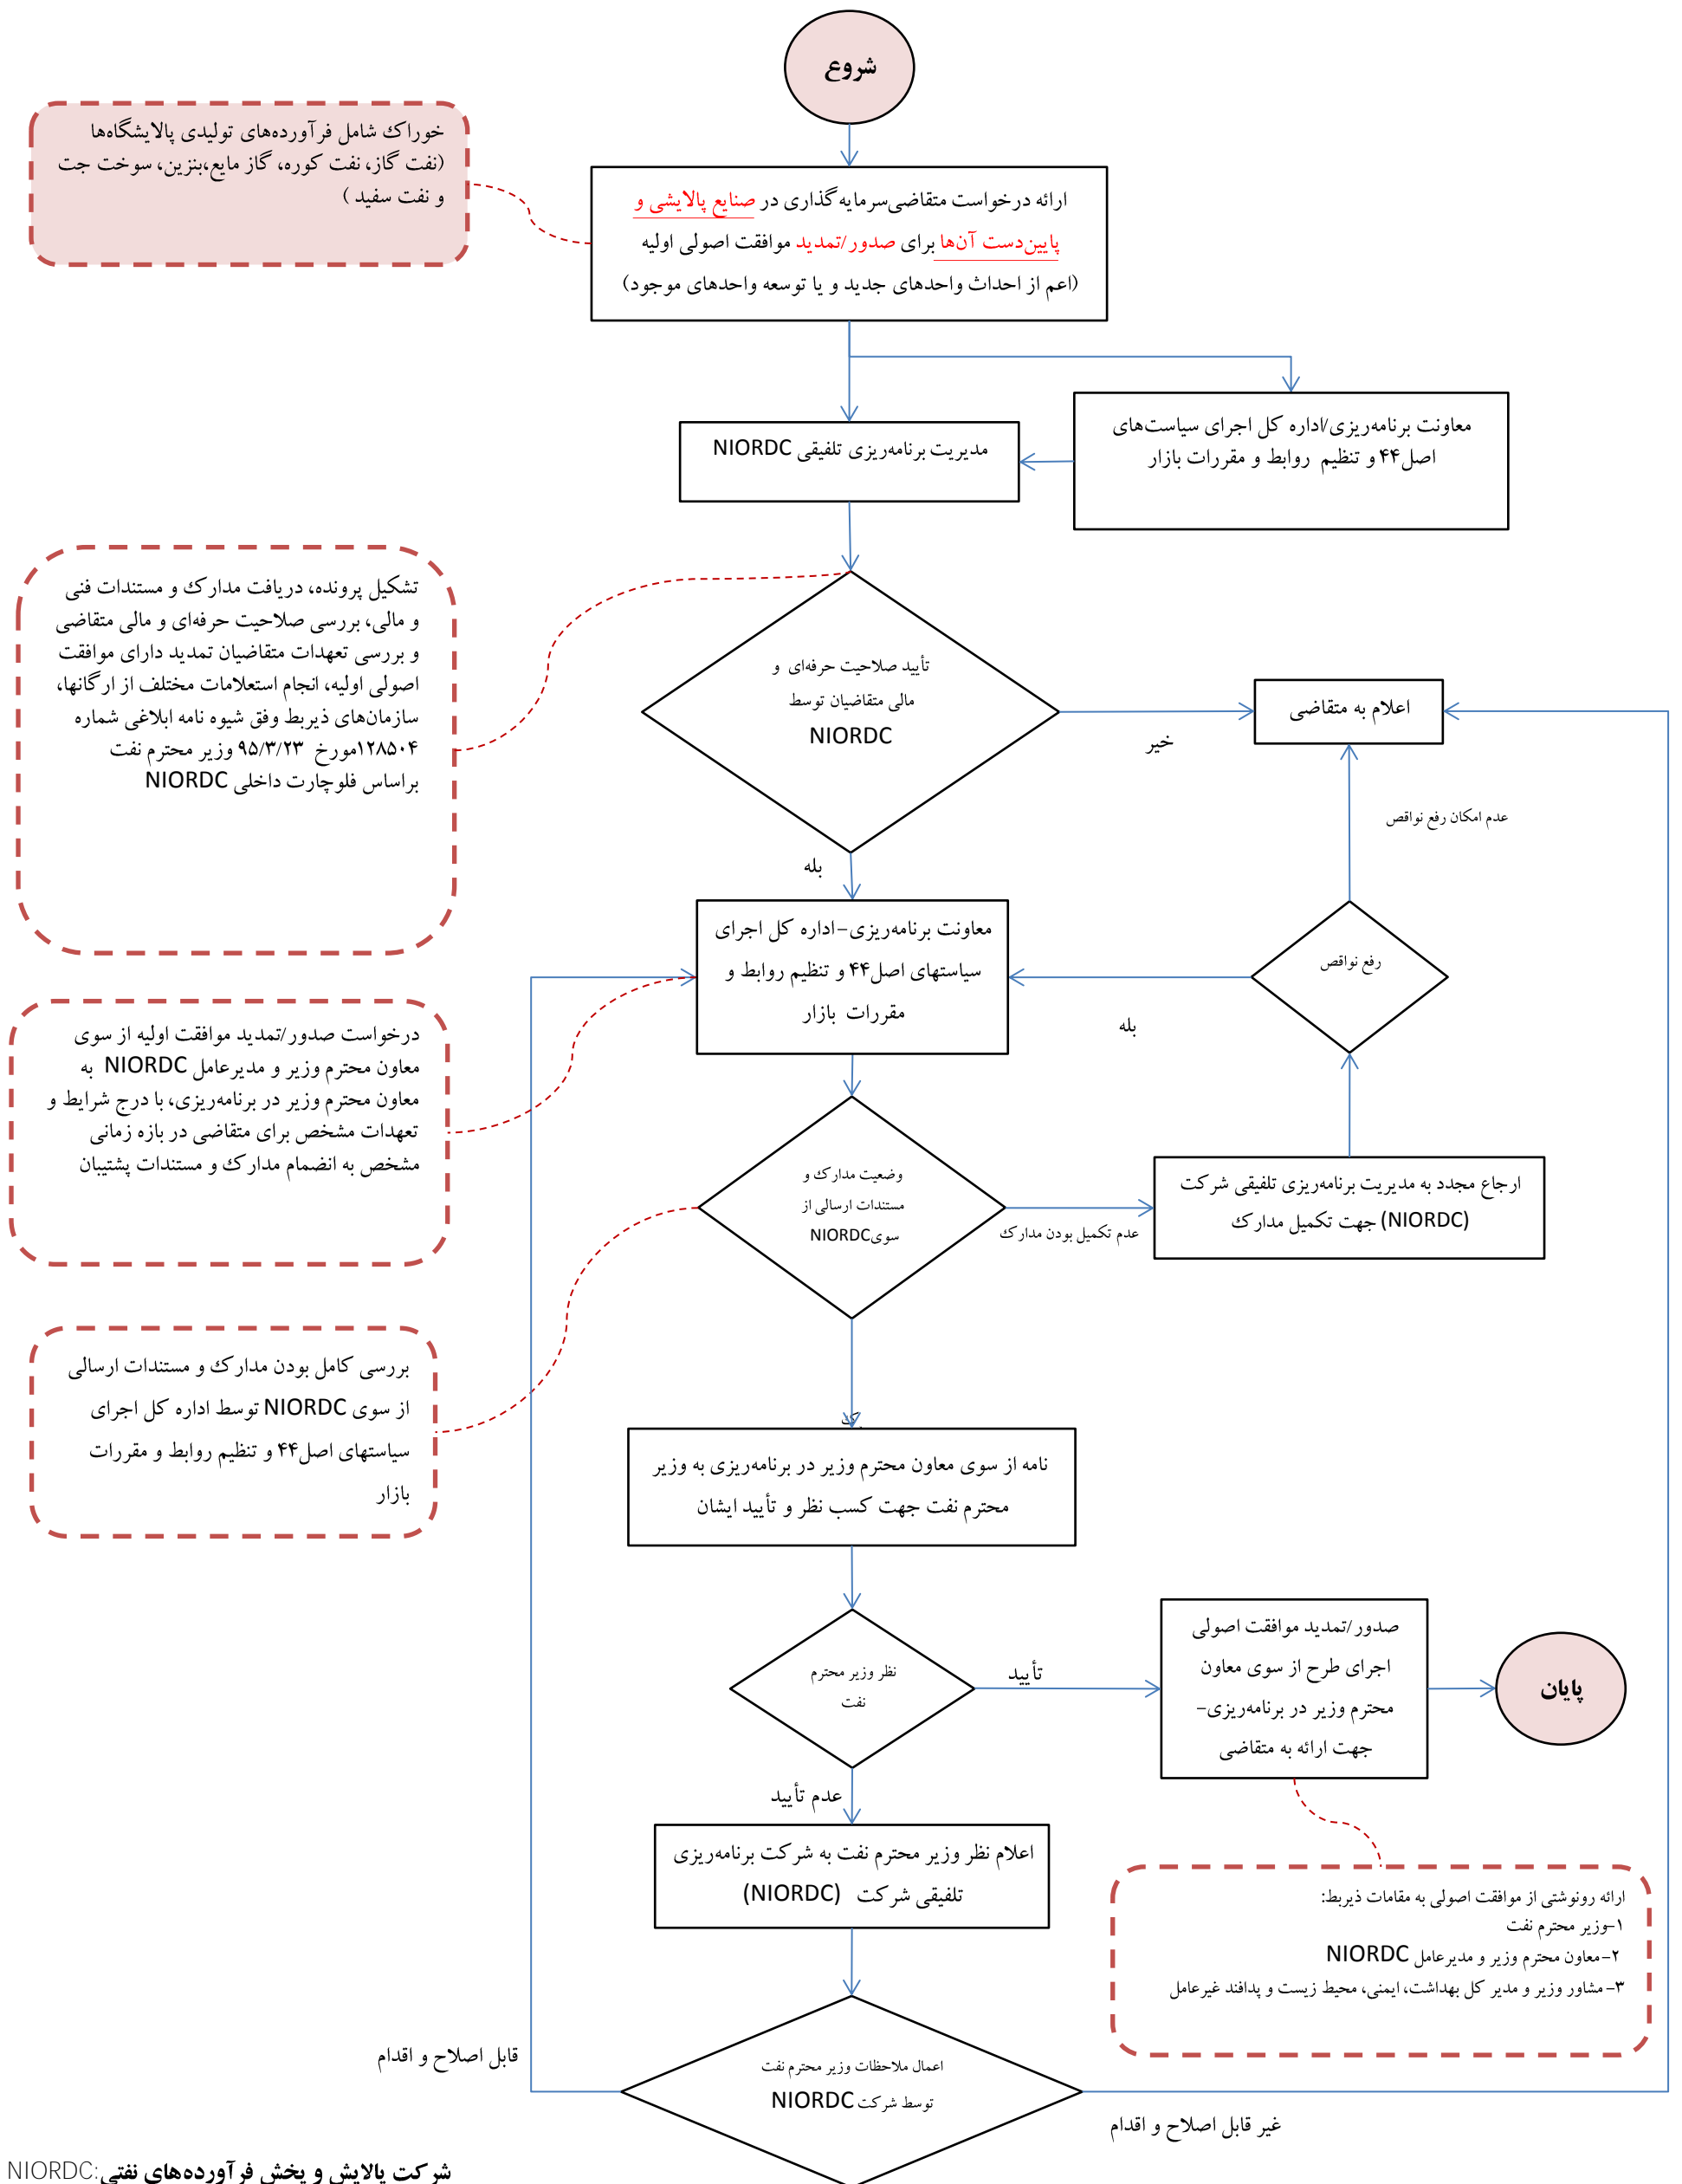 شروع
خوراک شامل فرآورده‌های تولیدی پالایشگاه‌ها
(نفت گاز، نفت کوره، گاز مایع،بنزین، سوخت جت
و نفت سفید )
ارائه درخواست متقاضی‌سرمایه‌گذاری در صنایع پالایشی و
پایین‌دست آن‌ها برای صدور/تمدید موافقت اصولی اولیه
(اعم از احداث واحدهای جدید و یا توسعه واحدهای موجود)
معاونت برنامه‌ریزی/اداره کل اجرای سیاست‌های
اصل۴۴ و تنظیم روابط و مقررات بازار
مدیریت برنامه‌ریزی تلفیقی NIORDC
تشکیل پرونده، دریافت مدارک و مستندات فنی
و مالی، بررسی صلاحیت حرفه‌ای و مالی متقاضی
و بررسی تعهدات متقاضیان تمدید دارای موافقت
اصولی اولیه، انجام استعلامات مختلف از ارگانها،
سازمان‌های ذیربط وفق شیوه نامه ابلاغی شماره
۱۲۸۵۰۴مورخ ۹۵/۳/۲۳ وزیر محترم نفت
براساس فلوچارت داخلی NIORDC
تأیید صلاحیت حرفه‌ای و
مالی متقاضیان توسط
NIORDC
خیر
اعلام به متقاضی
عدم امکان رفع نواقص
بله
معاونت برنامه‌ریزی-اداره کل اجرای
سیاستهای اصل۴۴ و تنظیم روابط و
مقررات بازار
رفع نواقص
بله
درخواست صدور/تمدید موافقت اولیه از سوی
معاون محترم وزیر و مدیرعامل NIORDC به
معاون محترم وزیر در برنامه‌ریزی، با درج شرایط و
تعهدات مشخص برای متقاضی در بازه زمانی
مشخص به انضمام مدارک و مستندات پشتیبان
وضعیت مدارک و
مستندات ارسالی از
سویNIORDC
عدم تکمیل بودن مدارک
ارجاع مجدد به مدیریت برنامه‌ریزی تلفیقی شرکت
(NIORDC) جهت تکمیل مدارک
بررسی کامل بودن مدارک و مستندات ارسالی
از سوی NIORDC توسط اداره کل اجرای
سیاستهای اصل۴۴ و تنظیم روابط و مقررات
بازار
نامه از سوی معاون محترم وزیر در برنامه‌ریزی به وزیر
محترم نفت جهت کسب نظر و تأیید ایشان
نظر وزیر محترم
نفت
تأیید
صدور/تمدید موافقت اصولی
اجرای طرح از سوی معاون
محترم وزیر در برنامه‌ریزی-
جهت ارائه به متقاضی
پایان
عدم تأیید
اعلام نظر وزیر محترم نفت به شرکت برنامه‌ریزی
تلفیقی شرکت (NIORDC)
ارائه رونوشتی از موافقت اصولی به مقامات ذیربط:
۱-وزیر محترم نفت
۲-معاون محترم وزیر و مدیرعامل NIORDC
۳- مشاور وزیر و مدیر کل بهداشت، ایمنی، محیط زیست و پدافند غیرعامل
قابل اصلاح و اقدام
اعمال ملاحظات وزیر محترم نفت
توسط شرکت NIORDC
غیر قابل اصلاح و اقدام
NIORDC:شرکت پالایش و پخش فرآورده‌های نفتی